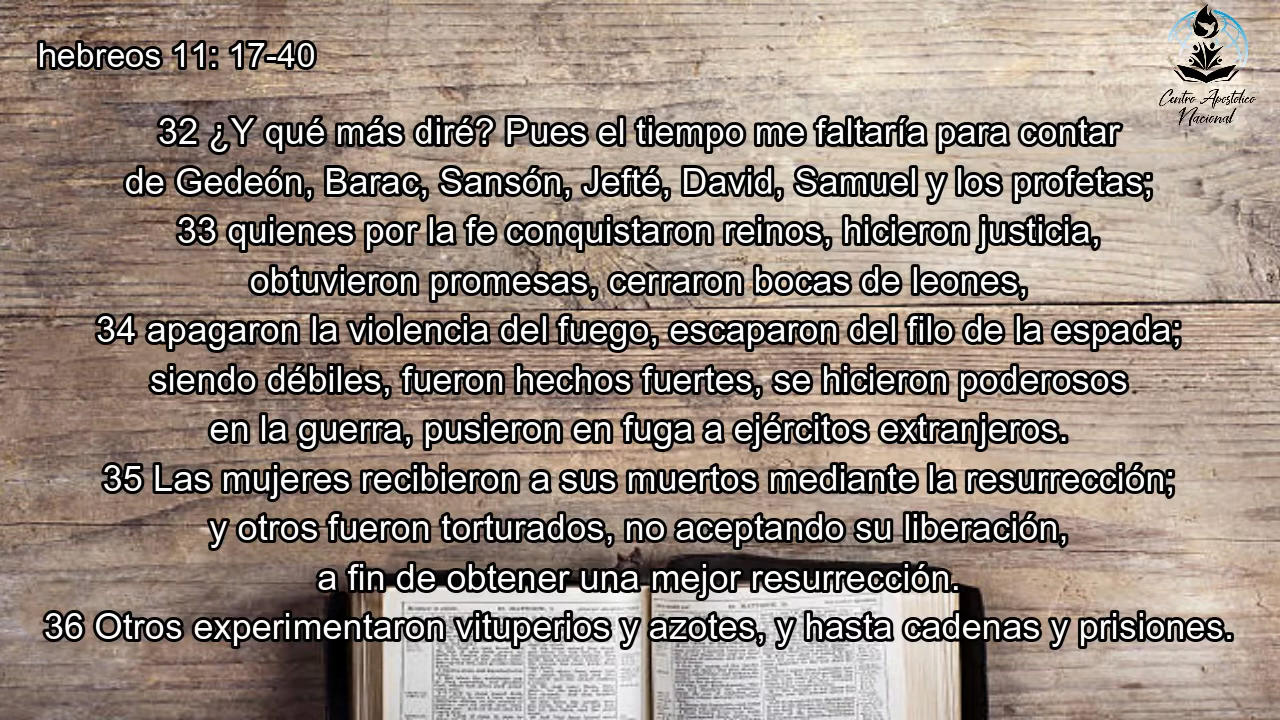 hebreos 11: 17-40
Centro Apostolico
Nacional
32 ¿Y qué más diré? Pues el tiempo me faltaría para contar
de Gedeón, Barac, Sansón, Jefté, David, Samuel y los profetas;
33 quienes por la fe conquistaron reinos, hicieron justicia,
obtuvieron promesas, cerraron bocas de leones,
34 apagaron la violencia del fuego, escaparon del filo de la espada;
siendo débiles, fueron hechos fuertes, se hicieron poderosos
en la guerra, pusieron en fuga a ejércitos extranjeros.
35 Las mujeres recibieron a sus muertos mediante la resurrección;
y otros fueron torturados, no aceptando su liberación,
a fin de obtener una mejor resurrección.
36 Otros experimentaron vituperios y azotes, y hasta cadenas y prisiones.